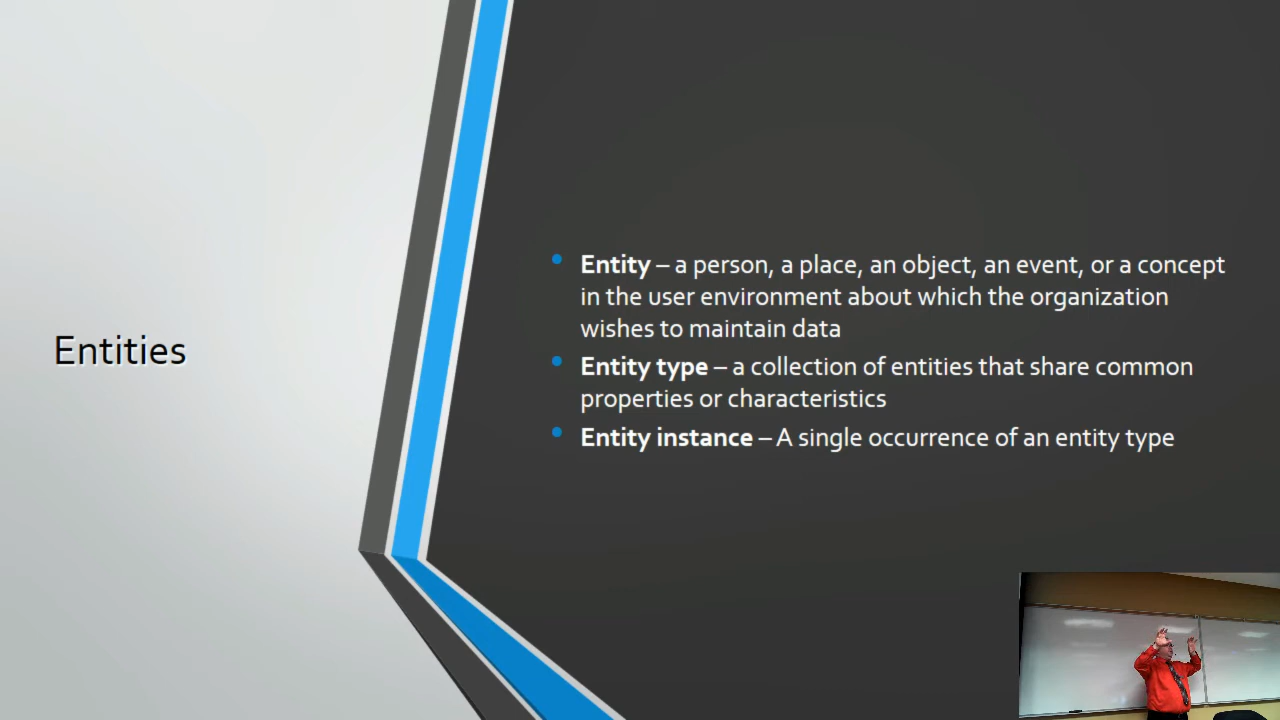 Entities
Entity – a person, a place, an object, an event, or a concept
in the user environment about which the organization
wishes to maintain data
Entity type – a collection of entities that share common
properties or characteristics
Entity instance – A single occurrence of an entity type